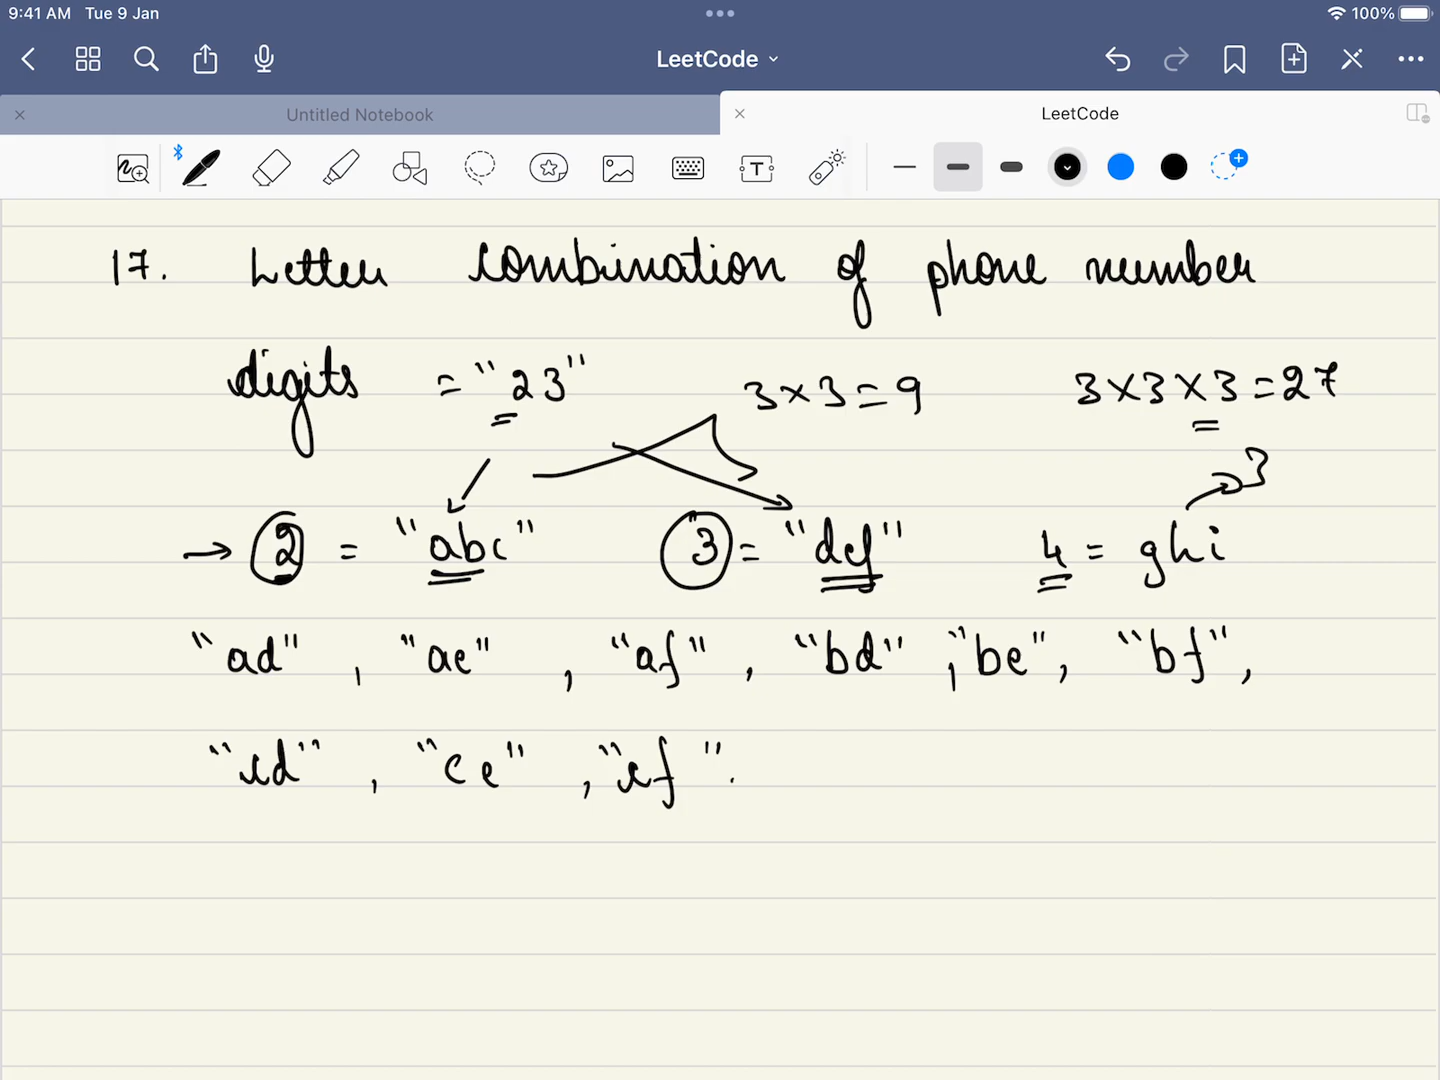 9:41 AM Tue 9 Jan 100%
LeetCode
Untitled Notebook LeetCode
17. Letter combination of phone number
digits = "23" 3×3=9 3×3×3=27
3
→ 2 = "abc" 3 = "def" 4 = ghi
"ad" , "ae" , "af" , "bd" , "be" , "bf" ,
"cd" , "ce" , "cf" .